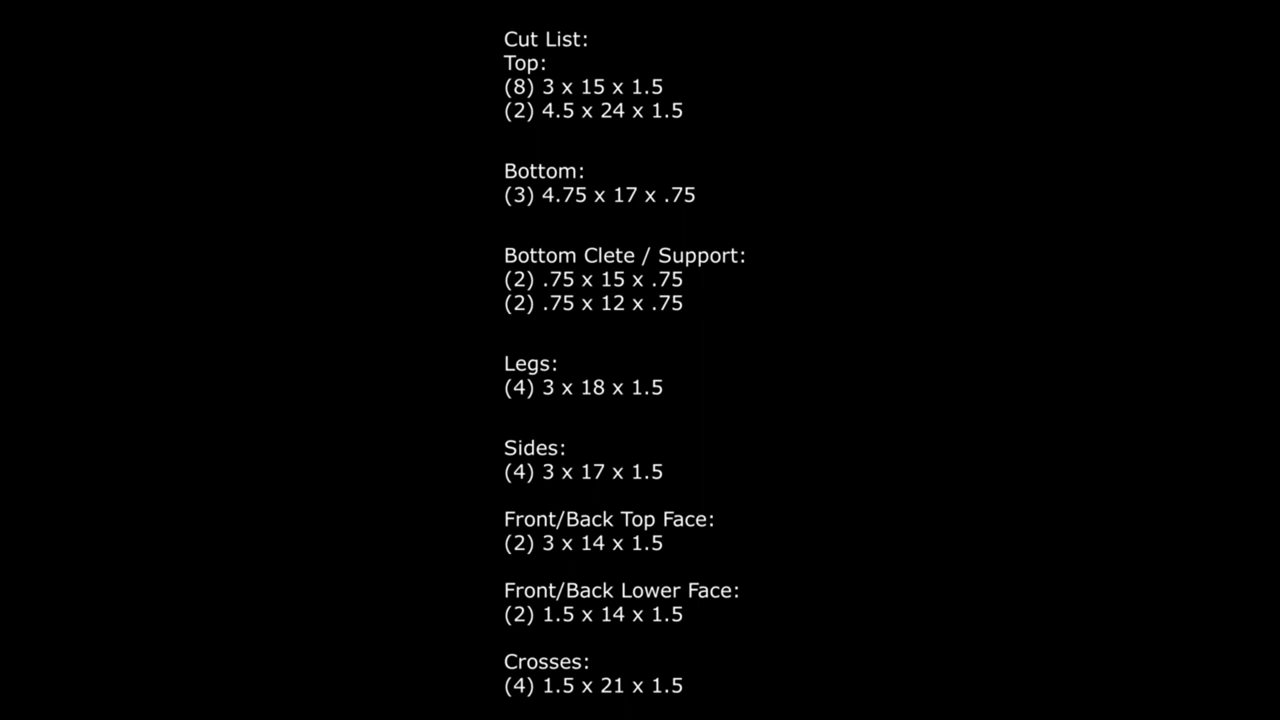 Cut List:
Top:
(8) 3 x 15 x 1.5
(2) 4.5 x 24 x 1.5
Bottom:
(3) 4.75 x 17 x .75
Bottom Clete / Support:
(2) .75 x 15 x .75
(2) .75 x 12 x .75
Legs:
(4) 3 x 18 x 1.5
Sides:
(4) 3 x 17 x 1.5
Front/Back Top Face:
(2) 3 x 14 x 1.5
Front/Back Lower Face:
(2) 1.5 x 14 x 1.5
Crosses:
(4) 1.5 x 21 x 1.5